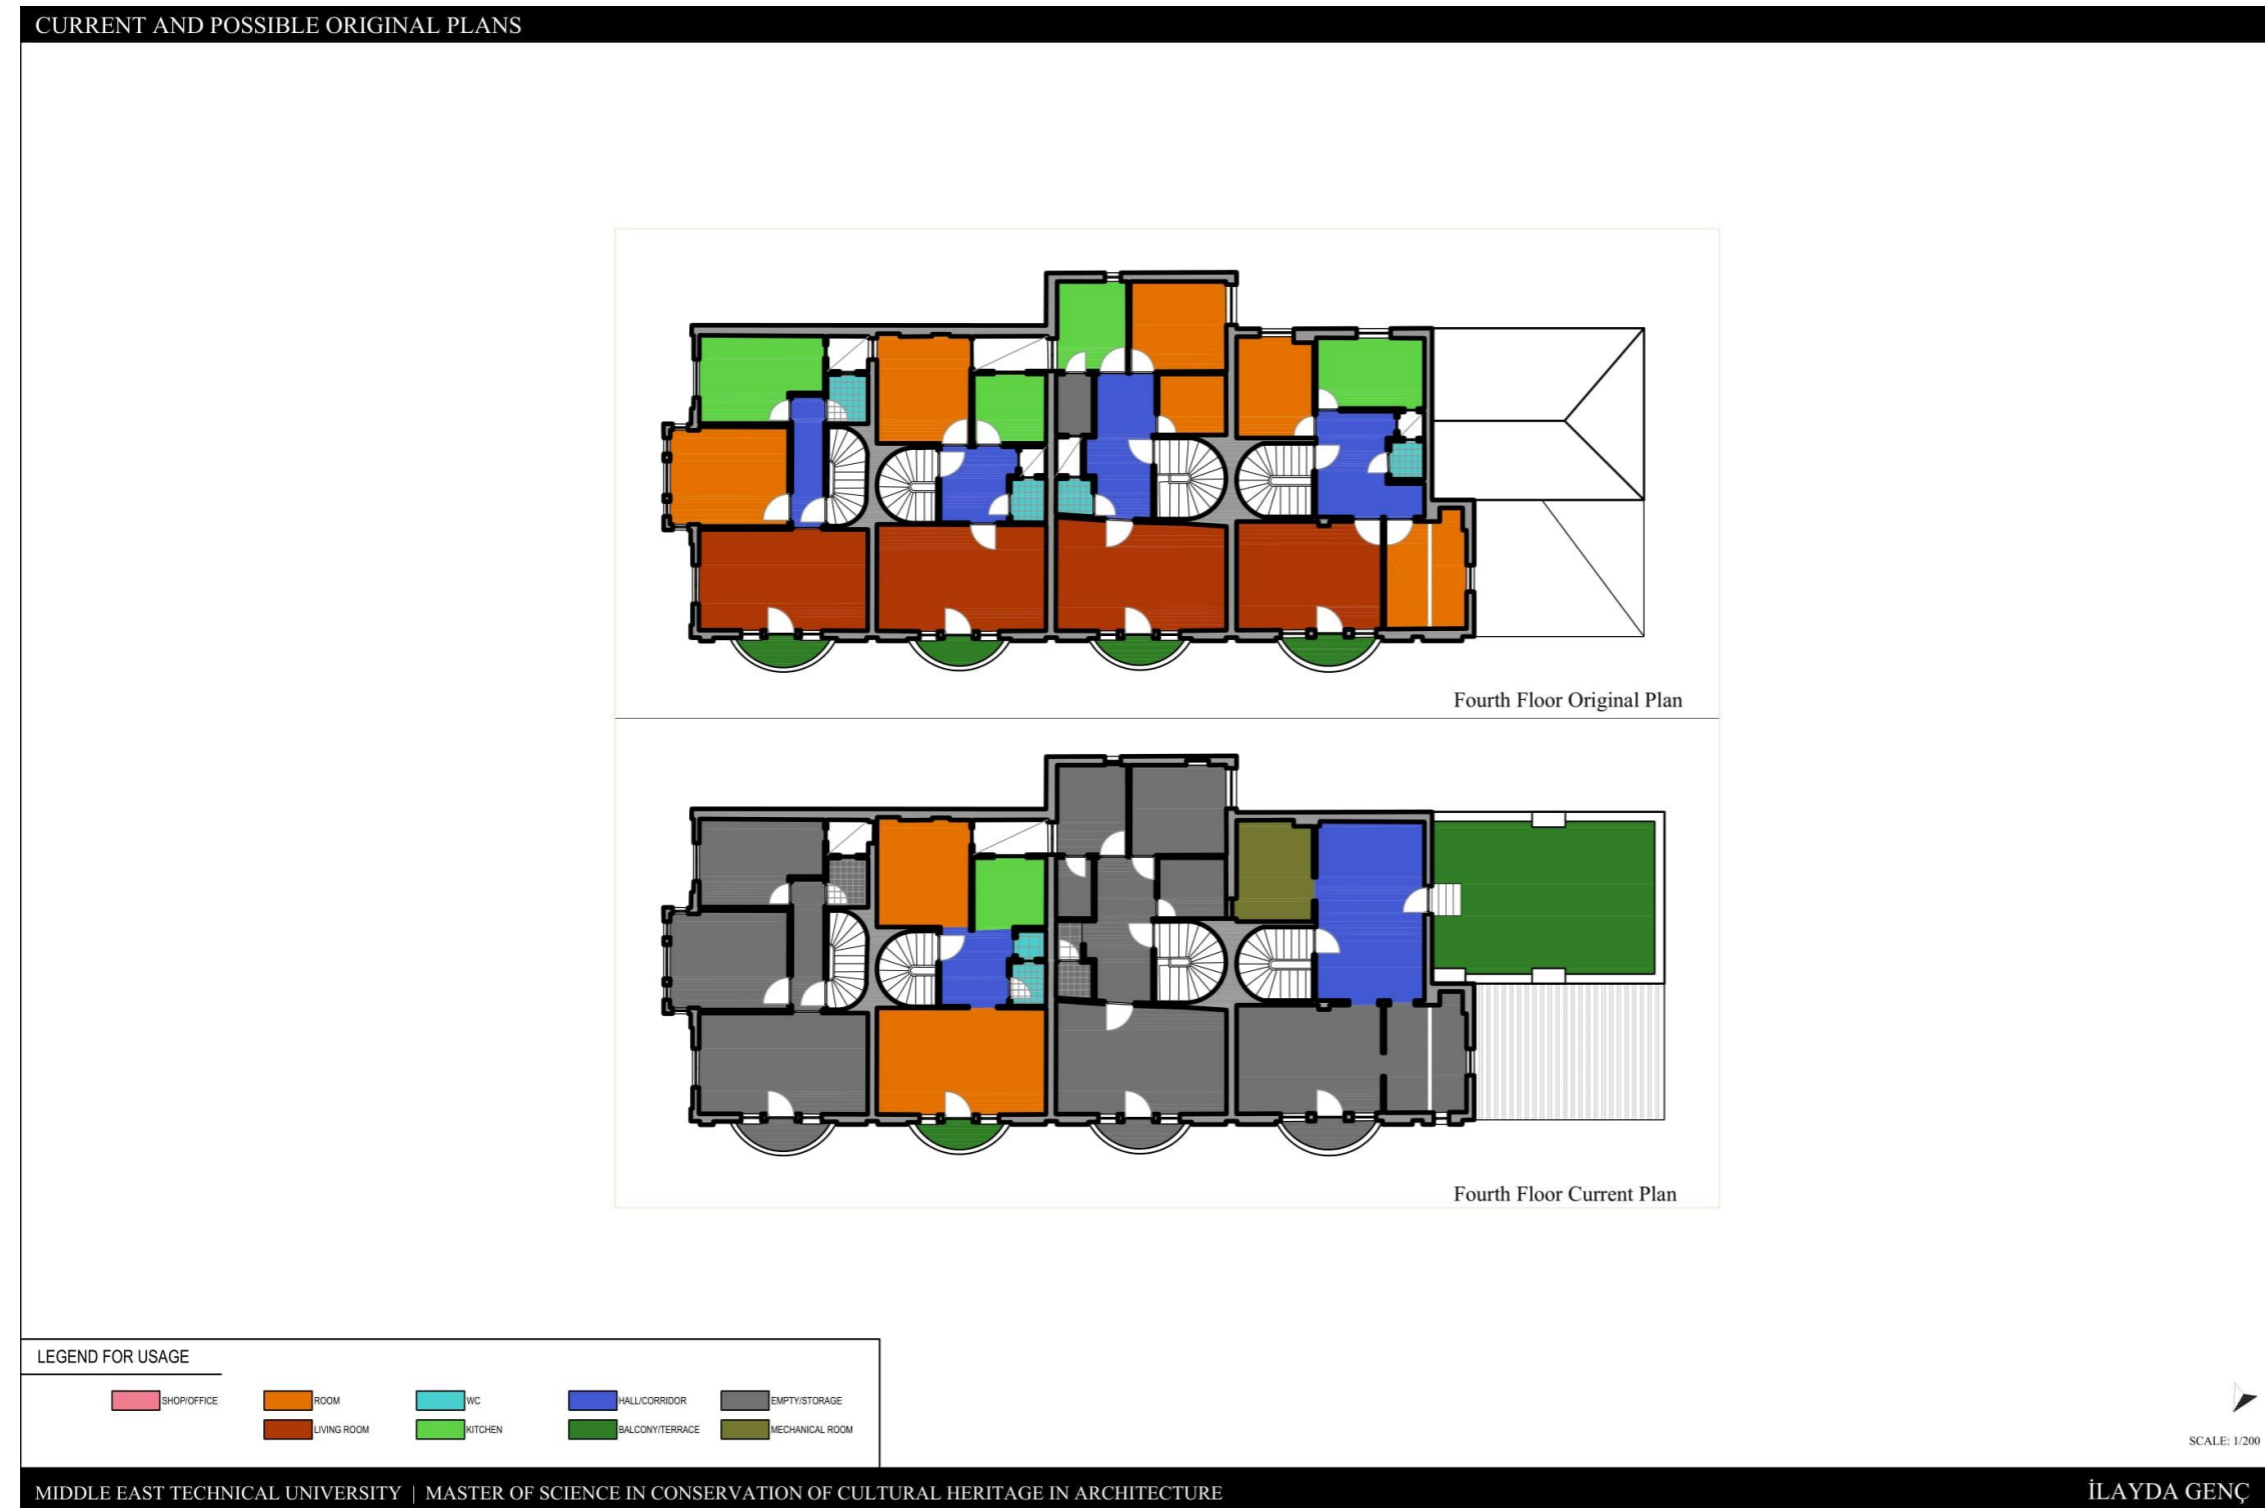 CURRENT AND POSSIBLE ORIGINAL PLANS
Fourth Floor Original Plan
Fourth Floor Current Plan
LEGEND FOR USAGE
SHOP/OFFICE ROOM WC HALL/CORRIDOR EMPTY/STORAGE
LIVING ROOM KITCHEN BALCONY/TERRACE MECHANICAL ROOM
SCALE: 1/200
MIDDLE EAST TECHNICAL UNIVERSITY | MASTER OF SCIENCE IN CONSERVATION OF CULTURAL HERITAGE IN ARCHITECTURE İLAYDA GENÇ